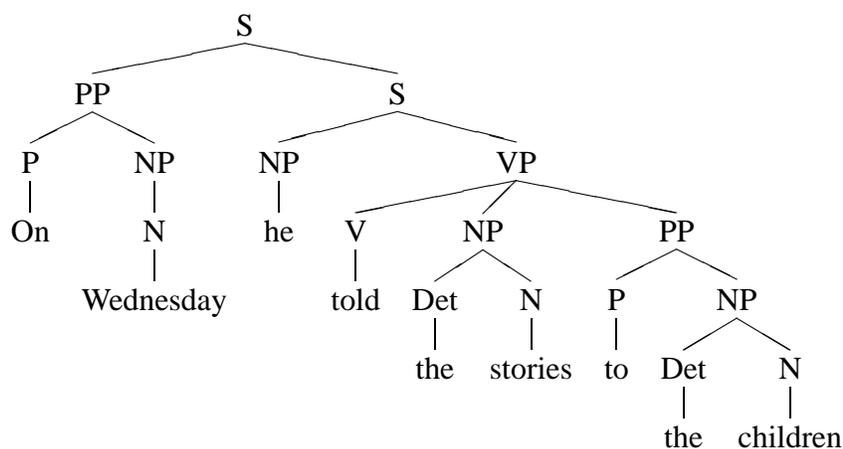 S
PP S
P NP NP VP
On N he V NP PP
Wednesday told Det N P NP
the stories to Det N
the children